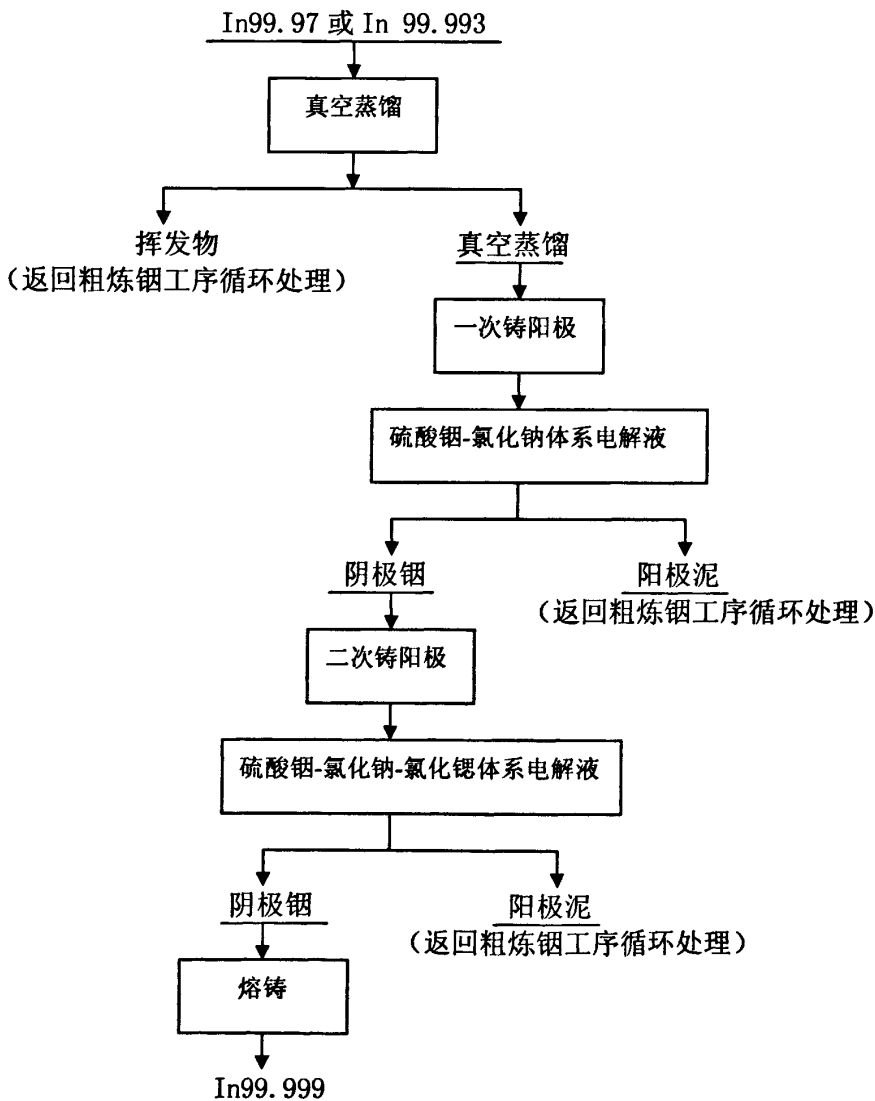 In99.97 或 In 99.993
真空蒸馏
挥发物
(返回粗炼铟工序循环处理)
真空蒸馏
一次铸阳极
硫酸铟-氯化钠体系电解液
阴极铟
阳极泥
(返回粗炼铟工序循环处理)
二次铸阳极
硫酸铟-氯化钠-氯化锶体系电解液
阴极铟
阳极泥
(返回粗炼铟工序循环处理)
熔铸
In99.999